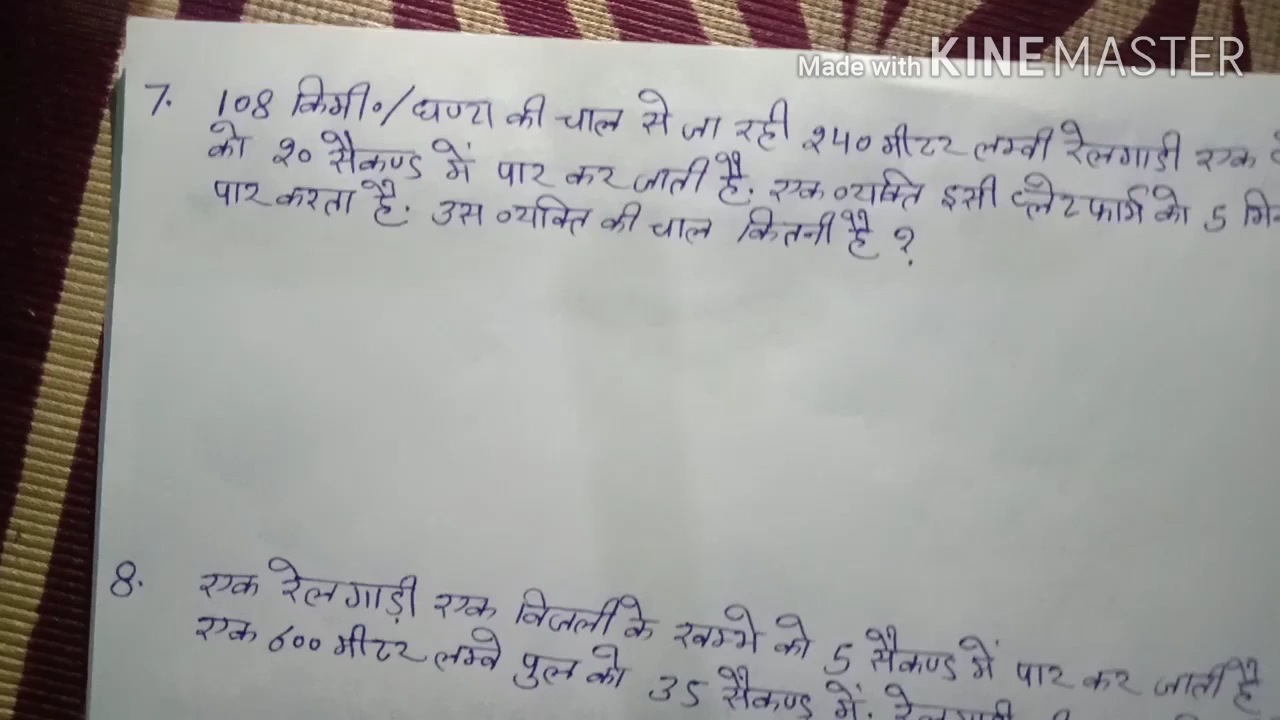 Made with KINEMASTER
7. 108 किमी०/घण्टा की चाल से जा रही 240 मीटर लम्बी रेलगाड़ी एक
को 20 सैकण्ड में पार कर जाती है. एक व्यक्ति इसी प्लेटफार्म को 5
पार करता है. उस व्यक्ति की चाल कितनी है ?
8. एक रेलगाड़ी एक बिजली के खम्भे को 5 सैकण्ड में पार कर जाती है
एक 600 मीटर लम्बे पुल को 35 सैकण्ड में.